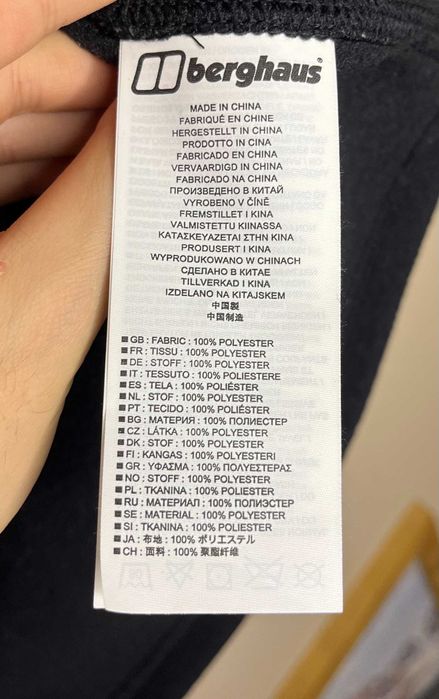 berghaus®
MADE IN CHINA
FABRIQUÉ EN CHINE
HERGESTELLT IN CHINA
PRODOTTO IN CINA
FABRICADO EN CHINA
VERVAARDIGD IN CHINA
FABRICADO NA CHINA
ПРОИЗВЕДЕНО В КИТАЙ
VYROBENO V ČÍNĚ
FREMSTILLET I KINA
VALMISTETTU KIINASSA
ΚΑΤΑΣΚΕΥΑΖΕΤΑΙ ΣΤΗΝ ΚΙΝΑ
PRODUSERT I KINA
WYPRODUKOWANO W CHINACH
СДЕЛАНО В КИТАЕ
TILLVERKAD I KINA
IZDELANO NA KITAJSKEM
中国製
中国制造
GB : FABRIC : 100% POLYESTER
FR : TISSU : 100% POLYESTER
DE : STOFF : 100% POLYESTER
IT : TESSUTO : 100% POLIESTERE
ES : TELA : 100% POLIÉSTER
NL : STOF : 100% POLYESTER
PT : TECIDO : 100% POLIÉSTER
BG : МАТЕРИЯ : 100% ПОЛИЕСТЕР
CZ : LÁTKA : 100% POLYESTER
DK : STOF : 100% POLYESTER
FI : KANGAS : 100% POLYESTERI
GR : ΥΦΑΣΜΑ : 100% ΠΟΛΥΕΣΤΕΡΑΣ
NO : STOFF : 100% POLYESTER
PL : TKANINA : 100% POLYESTER
RU : МАТЕРИАЛ : 100% ПОЛИЭСТЕР
SE : MATERIAL : 100% POLYESTER
SI : TKANINA : 100% POLIESTER
JA : 布地 : 100% ポリエステル
CH : 面料 : 100% 聚酯纤维